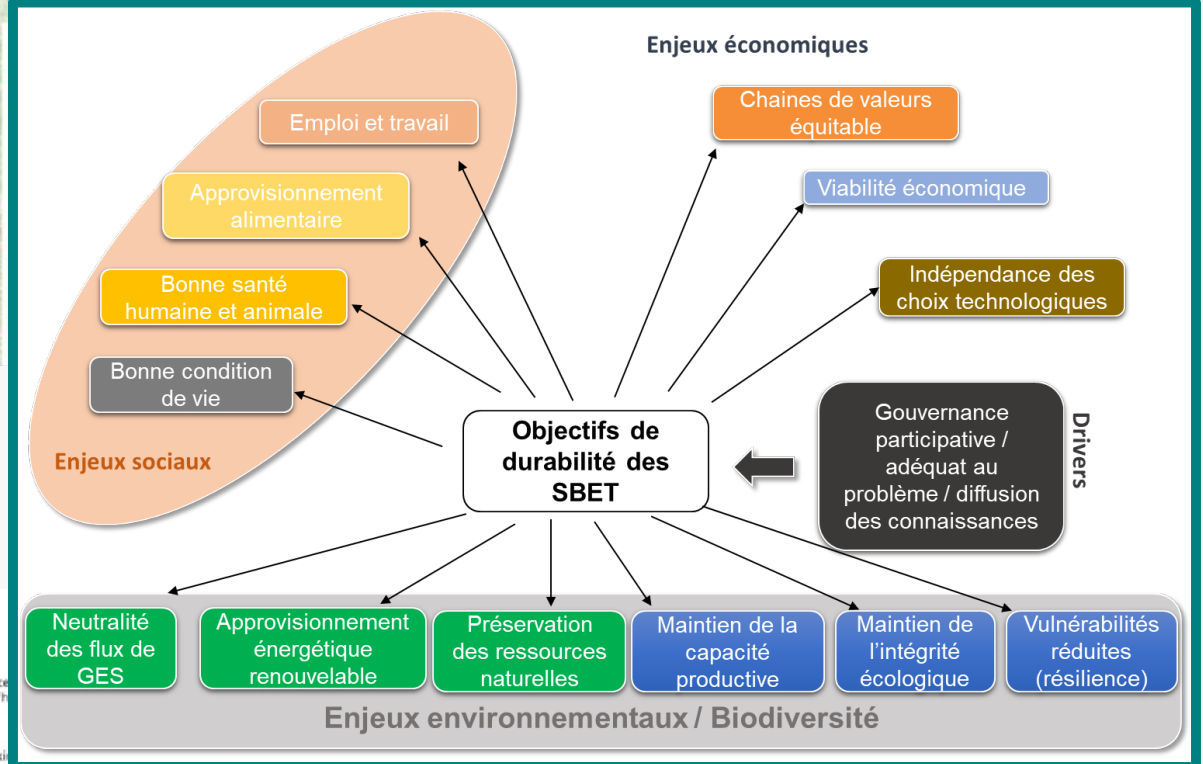 Enjeux économiques
Emploi et travail
Chaines de valeurs
équitable
Approvisionnement
alimentaire
Viabilité économique
Bonne santé
humaine et animale
Indépendance des
choix technologiques
Bonne condition
de vie
Enjeux sociaux
Objectifs de
durabilité des
SBET
Gouvernance
participative /
adéquat au
problème / diffusion
des connaissances
Drivers
Neutralité
des flux de
GES
Approvisionnement
énergétique
renouvelable
Préservation
des ressources
naturelles
Maintien de la
capacité
productive
Maintien de
l'intégrité
écologique
Vulnérabilités
réduites
(résilience)
Enjeux environnementaux / Biodiversité